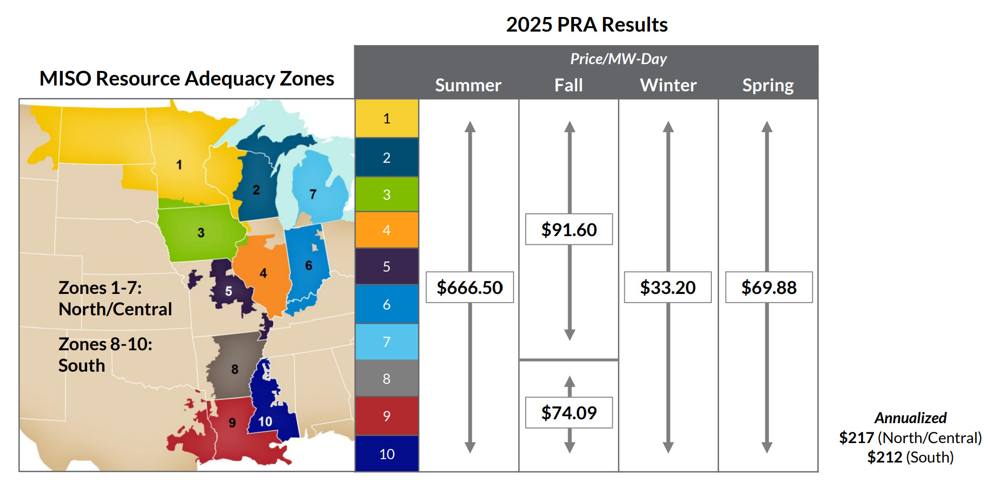 2025 PRA Results
MISO Resource Adequacy Zones
Price/MW-Day
Summer Fall Winter Spring
1
2
7
3
4
6
5
8
9
10
Zones 1-7:
North/Central
Zones 8-10:
South
1
2
3
4
5
6
7
8
9
10
$91.60
$666.50
$33.20
$69.88
$74.09
Annualized
$217 (North/Central)
$212 (South)